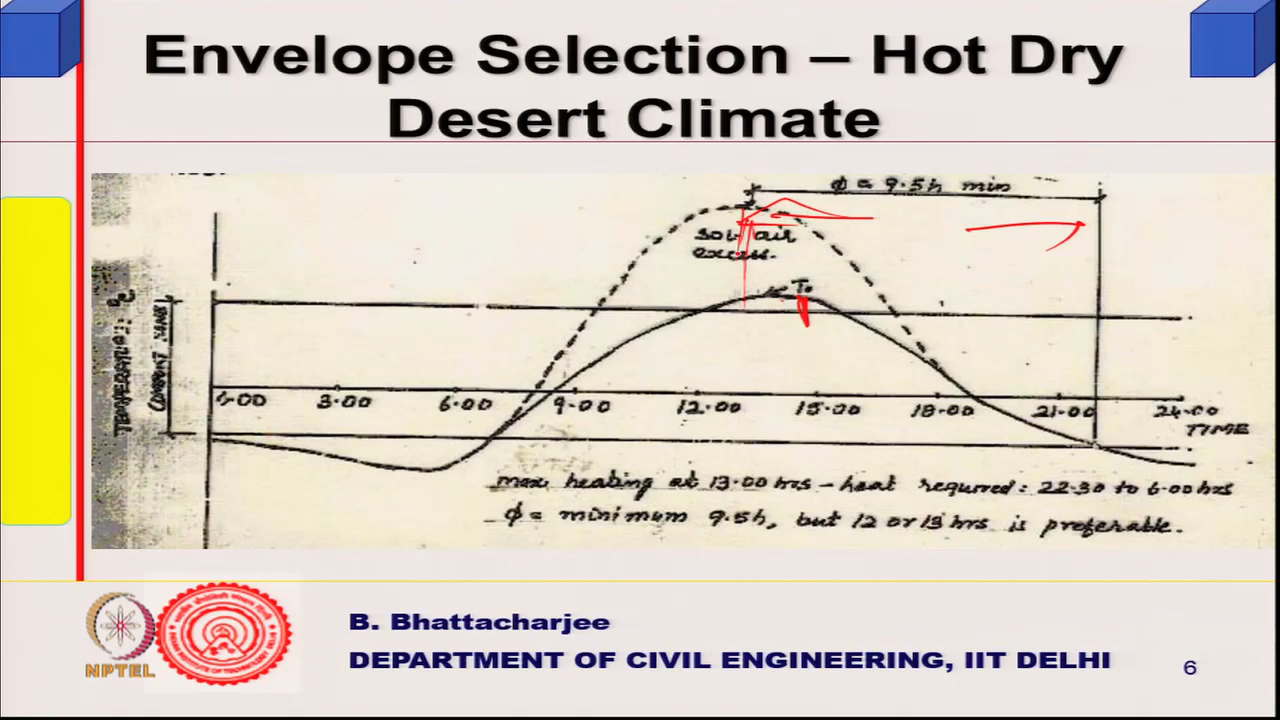 Envelope Selection – Hot Dry
Desert Climate
ϕ = 9.5h min
Sol-air
excess.
To
TEMPERATURE: °C
COMFORT
3.00
6.00
9.00
12.00
15.00
18.00
21.00
24.00
TIME
max. heating at 13.00 hrs – heat required: 22.30 to 6.00 hrs
ϕ = minimum 9.5h, but 12 or 13 hrs is preferable.
NPTEL
B. Bhattacharjee
DEPARTMENT OF CIVIL ENGINEERING, IIT DELHI
6